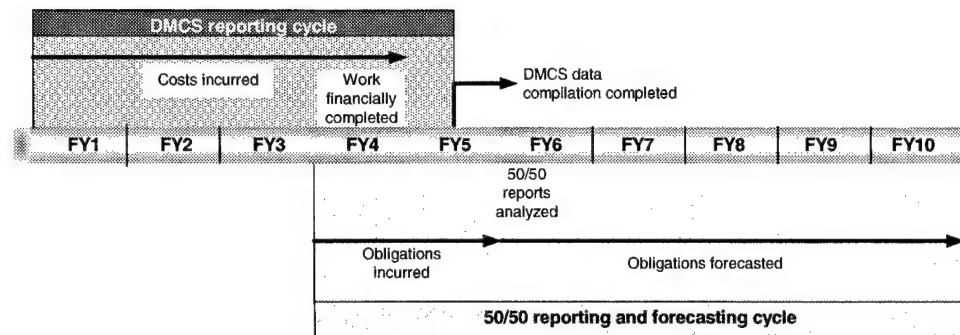 DMCS reporting cycle
Costs incurred
Work
financially
completed
DMCS data
compilation completed
FY1 FY2 FY3 FY4 FY5 FY6 FY7 FY8 FY9 FY10
50/50
reports
analyzed
Obligations
incurred
Obligations forecasted
50/50 reporting and forecasting cycle